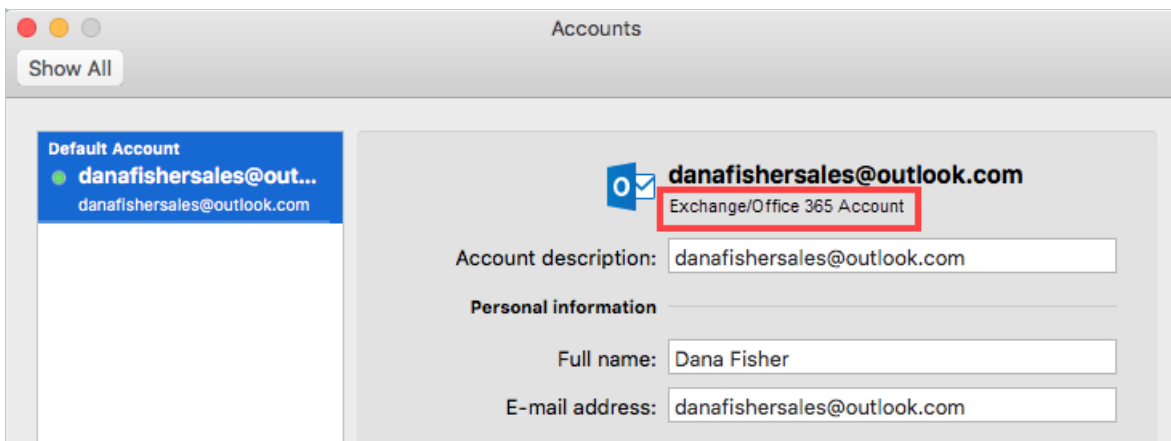 Accounts
Show All
Default Account
danafishersales@out...
danafishersales@outlook.com
danafishersales@outlook.com
Exchange/Office 365 Account
Account description: danafishersales@outlook.com
Personal information
Full name: Dana Fisher
E-mail address: danafishersales@outlook.com